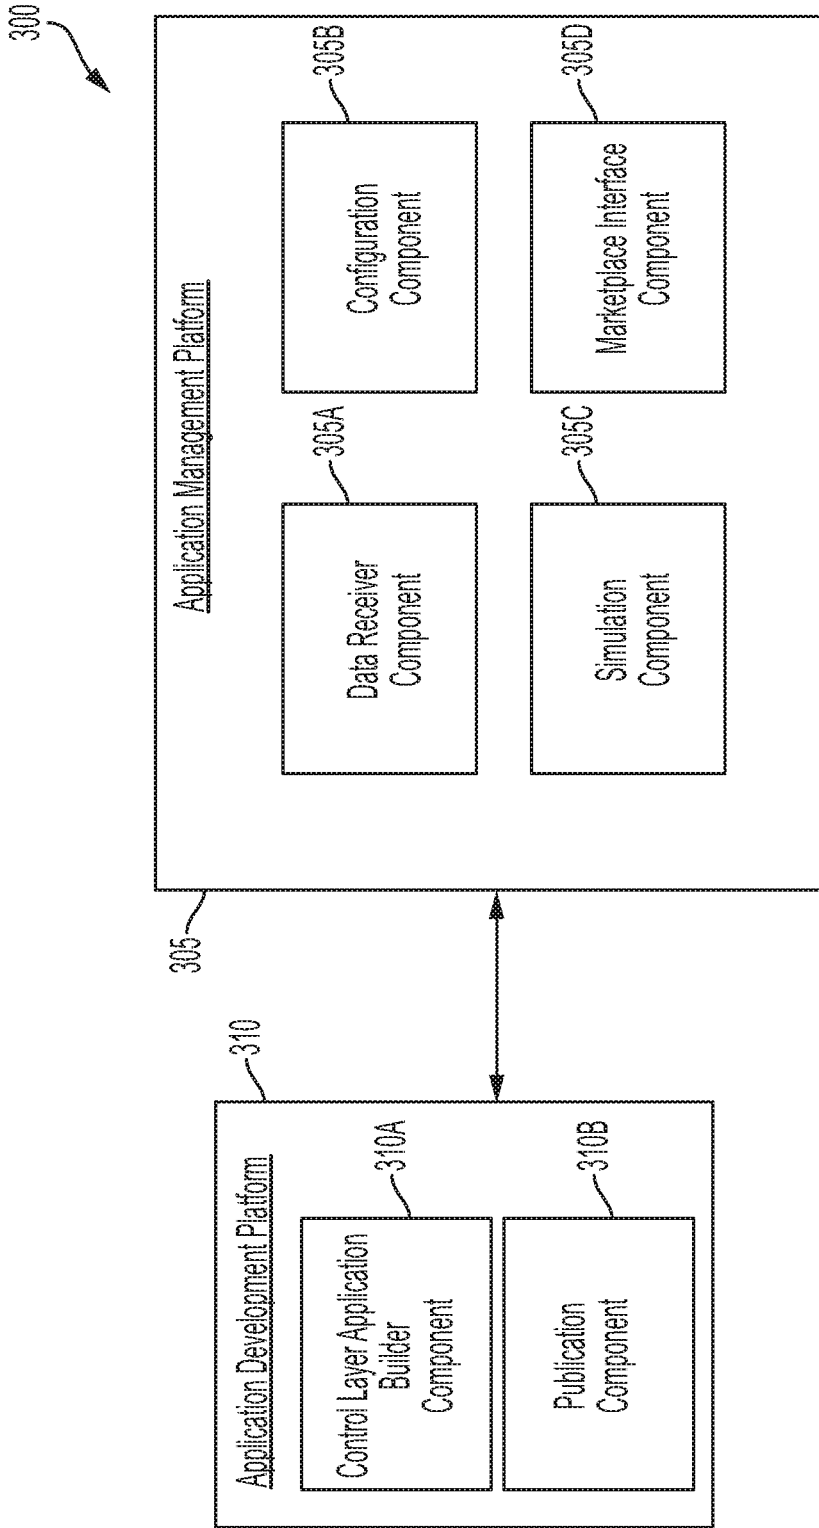 300
Application Development Platform
310
Control Layer Application
Builder
Component
310A
Publication
Component
310B
305
Application Management Platform
Data Receiver
Component
305A
Configuration
Component
305B
Simulation
Component
305C
Marketplace Interface
Component
305D